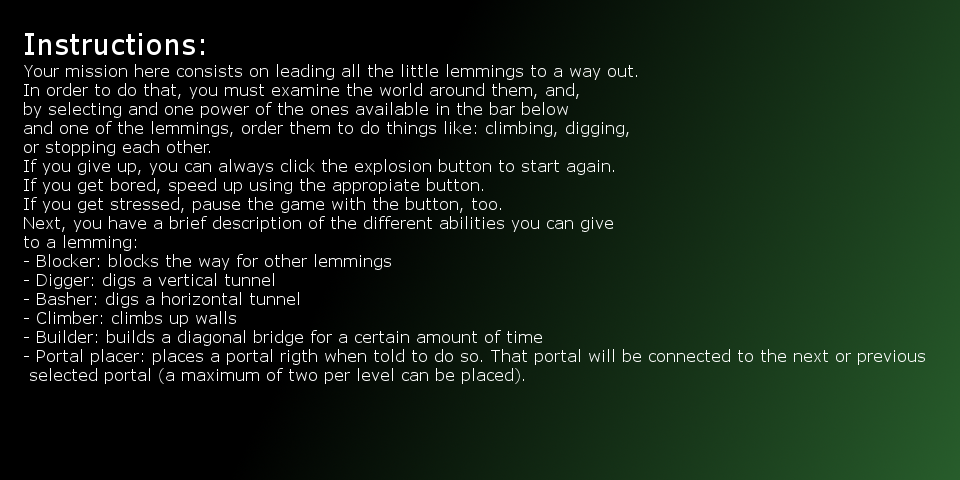 Instructions:
Your mission here consists on leading all the little lemmings to a way out.
In order to do that, you must examine the world around them, and,
by selecting and one power of the ones available in the bar below
and one of the lemmings, order them to do things like: climbing, digging,
or stopping each other.
If you give up, you can always click the explosion button to start again.
If you get bored, speed up using the appropiate button.
If you get stressed, pause the game with the button, too.
Next, you have a brief description of the different abilities you can give
to a lemming:
- Blocker: blocks the way for other lemmings
- Digger: digs a vertical tunnel
- Basher: digs a horizontal tunnel
- Climber: climbs up walls
- Builder: builds a diagonal bridge for a certain amount of time
- Portal placer: places a portal rigth when told to do so. That portal will be connected to the next or previous
selected portal (a maximum of two per level can be placed).